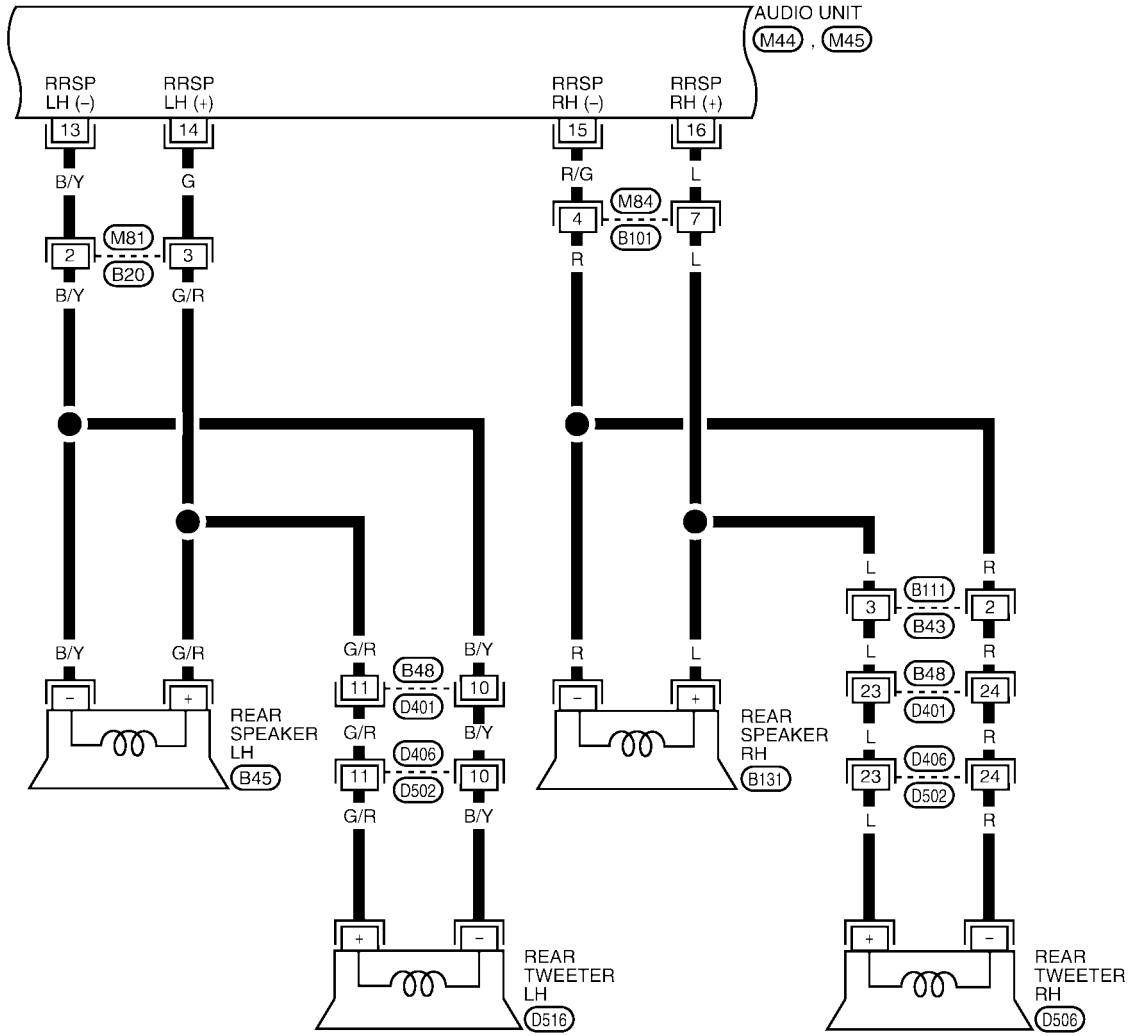 AUDIO UNIT
M44 , M45
RRSP LH (–)
RRSP LH (+)
RRSP RH (–)
RRSP RH (+)
13
14
15
16
B/Y
G
R/G
L
M84
4
7
B101
M81
2
3
B20
R
L
B/Y
G/R
L
R
B111
3
2
B43
B/Y
G/R
G/R
B/Y
R
L
L
R
B48
11
10
D401
B48
23
24
D401
–
+
–
+
REAR
SPEAKER
LH
B45
G/R
B/Y
REAR
SPEAKER
RH
B131
L
R
D406
11
10
D502
D406
23
24
D502
G/R
B/Y
L
R
+
–
+
–
REAR
TWEETER
LH
D516
REAR
TWEETER
RH
D506